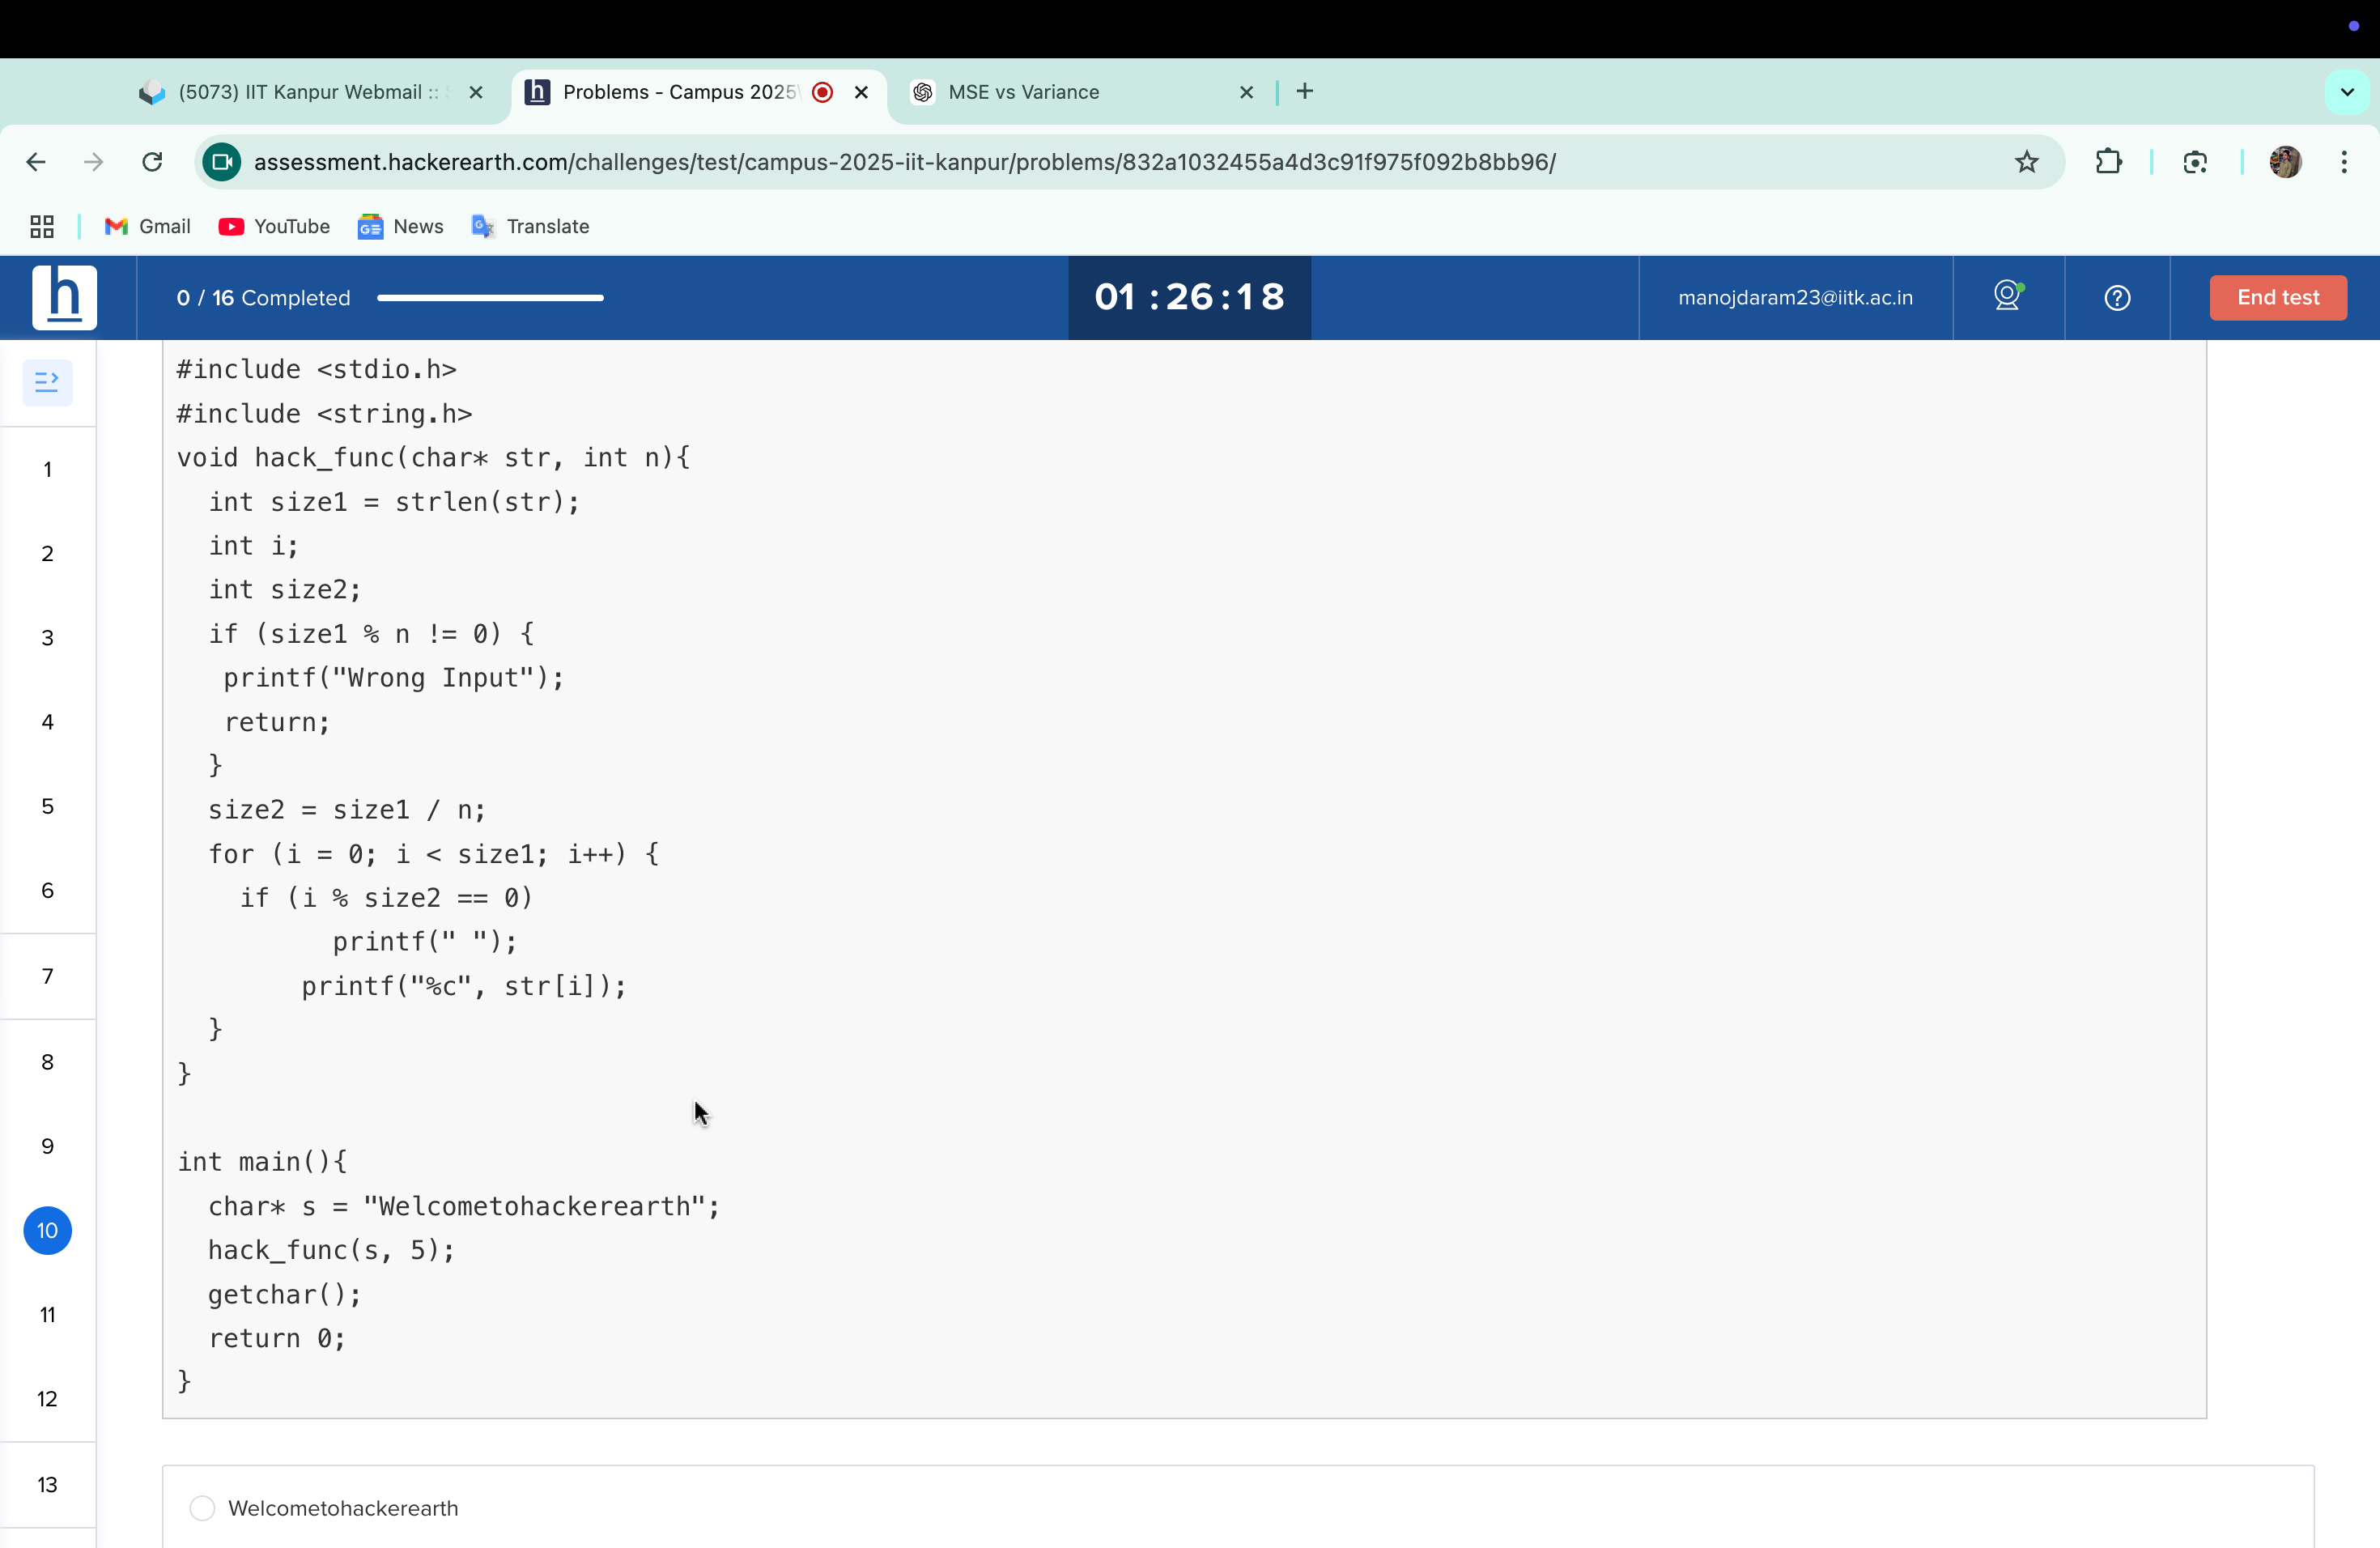 (5073) IIT Kanpur Webmail ::
Problems - Campus 2025
MSE vs Variance
assessment.hackerearth.com/challenges/test/campus-2025-iit-kanpur/problems/832a1032455a4d3c91f975f092b8bb96/
Gmail
YouTube
News
Translate
h
0 / 16 Completed
01 : 26 : 18
manojdaram23@iitk.ac.in
End test
1
2
3
4
5
6
7
8
9
10
11
12
13
#include <stdio.h>
#include <string.h>
void hack_func(char* str, int n){
  int size1 = strlen(str);
  int i;
  int size2;
  if (size1 % n != 0) {
   printf("Wrong Input");
   return;
  }
  size2 = size1 / n;
  for (i = 0; i < size1; i++) {
    if (i % size2 == 0)
          printf(" ");
        printf("%c", str[i]);
  }
}
int main(){
  char* s = "Welcometohackerearth";
  hack_func(s, 5);
  getchar();
  return 0;
}
Welcometohackerearth